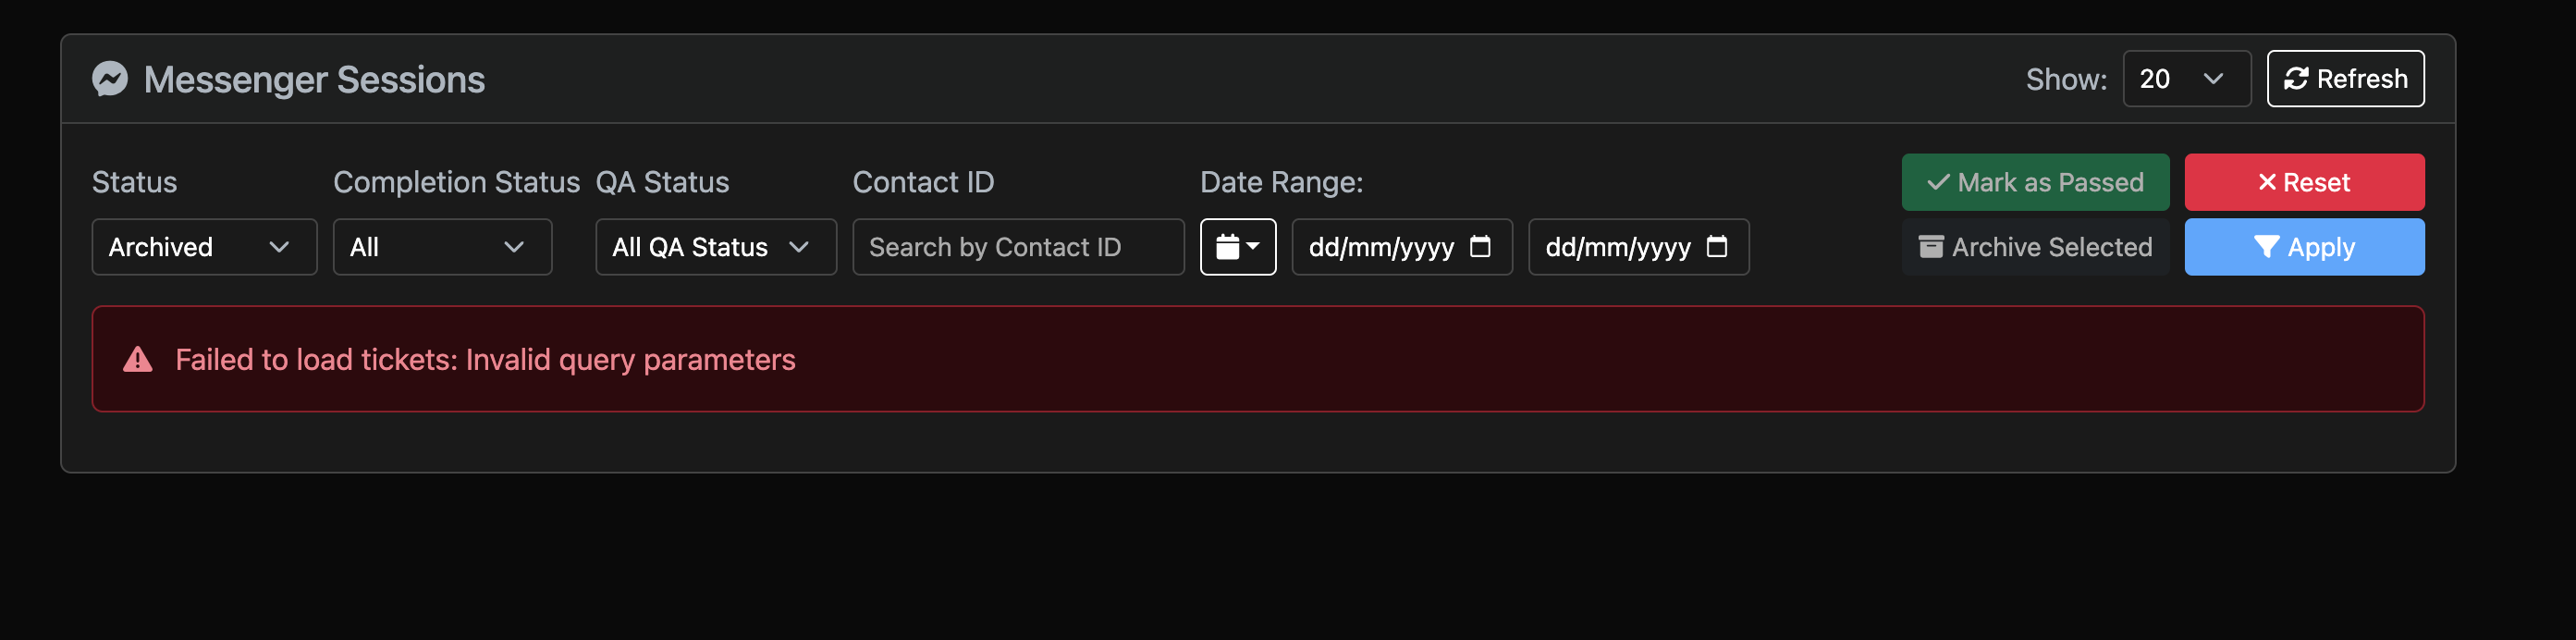 Messenger Sessions
Show: 20 Refresh
Status Completion Status QA Status Contact ID Date Range: Mark as Passed Reset
Archived All All QA Status Search by Contact ID dd/mm/yyyy dd/mm/yyyy Archive Selected Apply
Failed to load tickets: Invalid query parameters